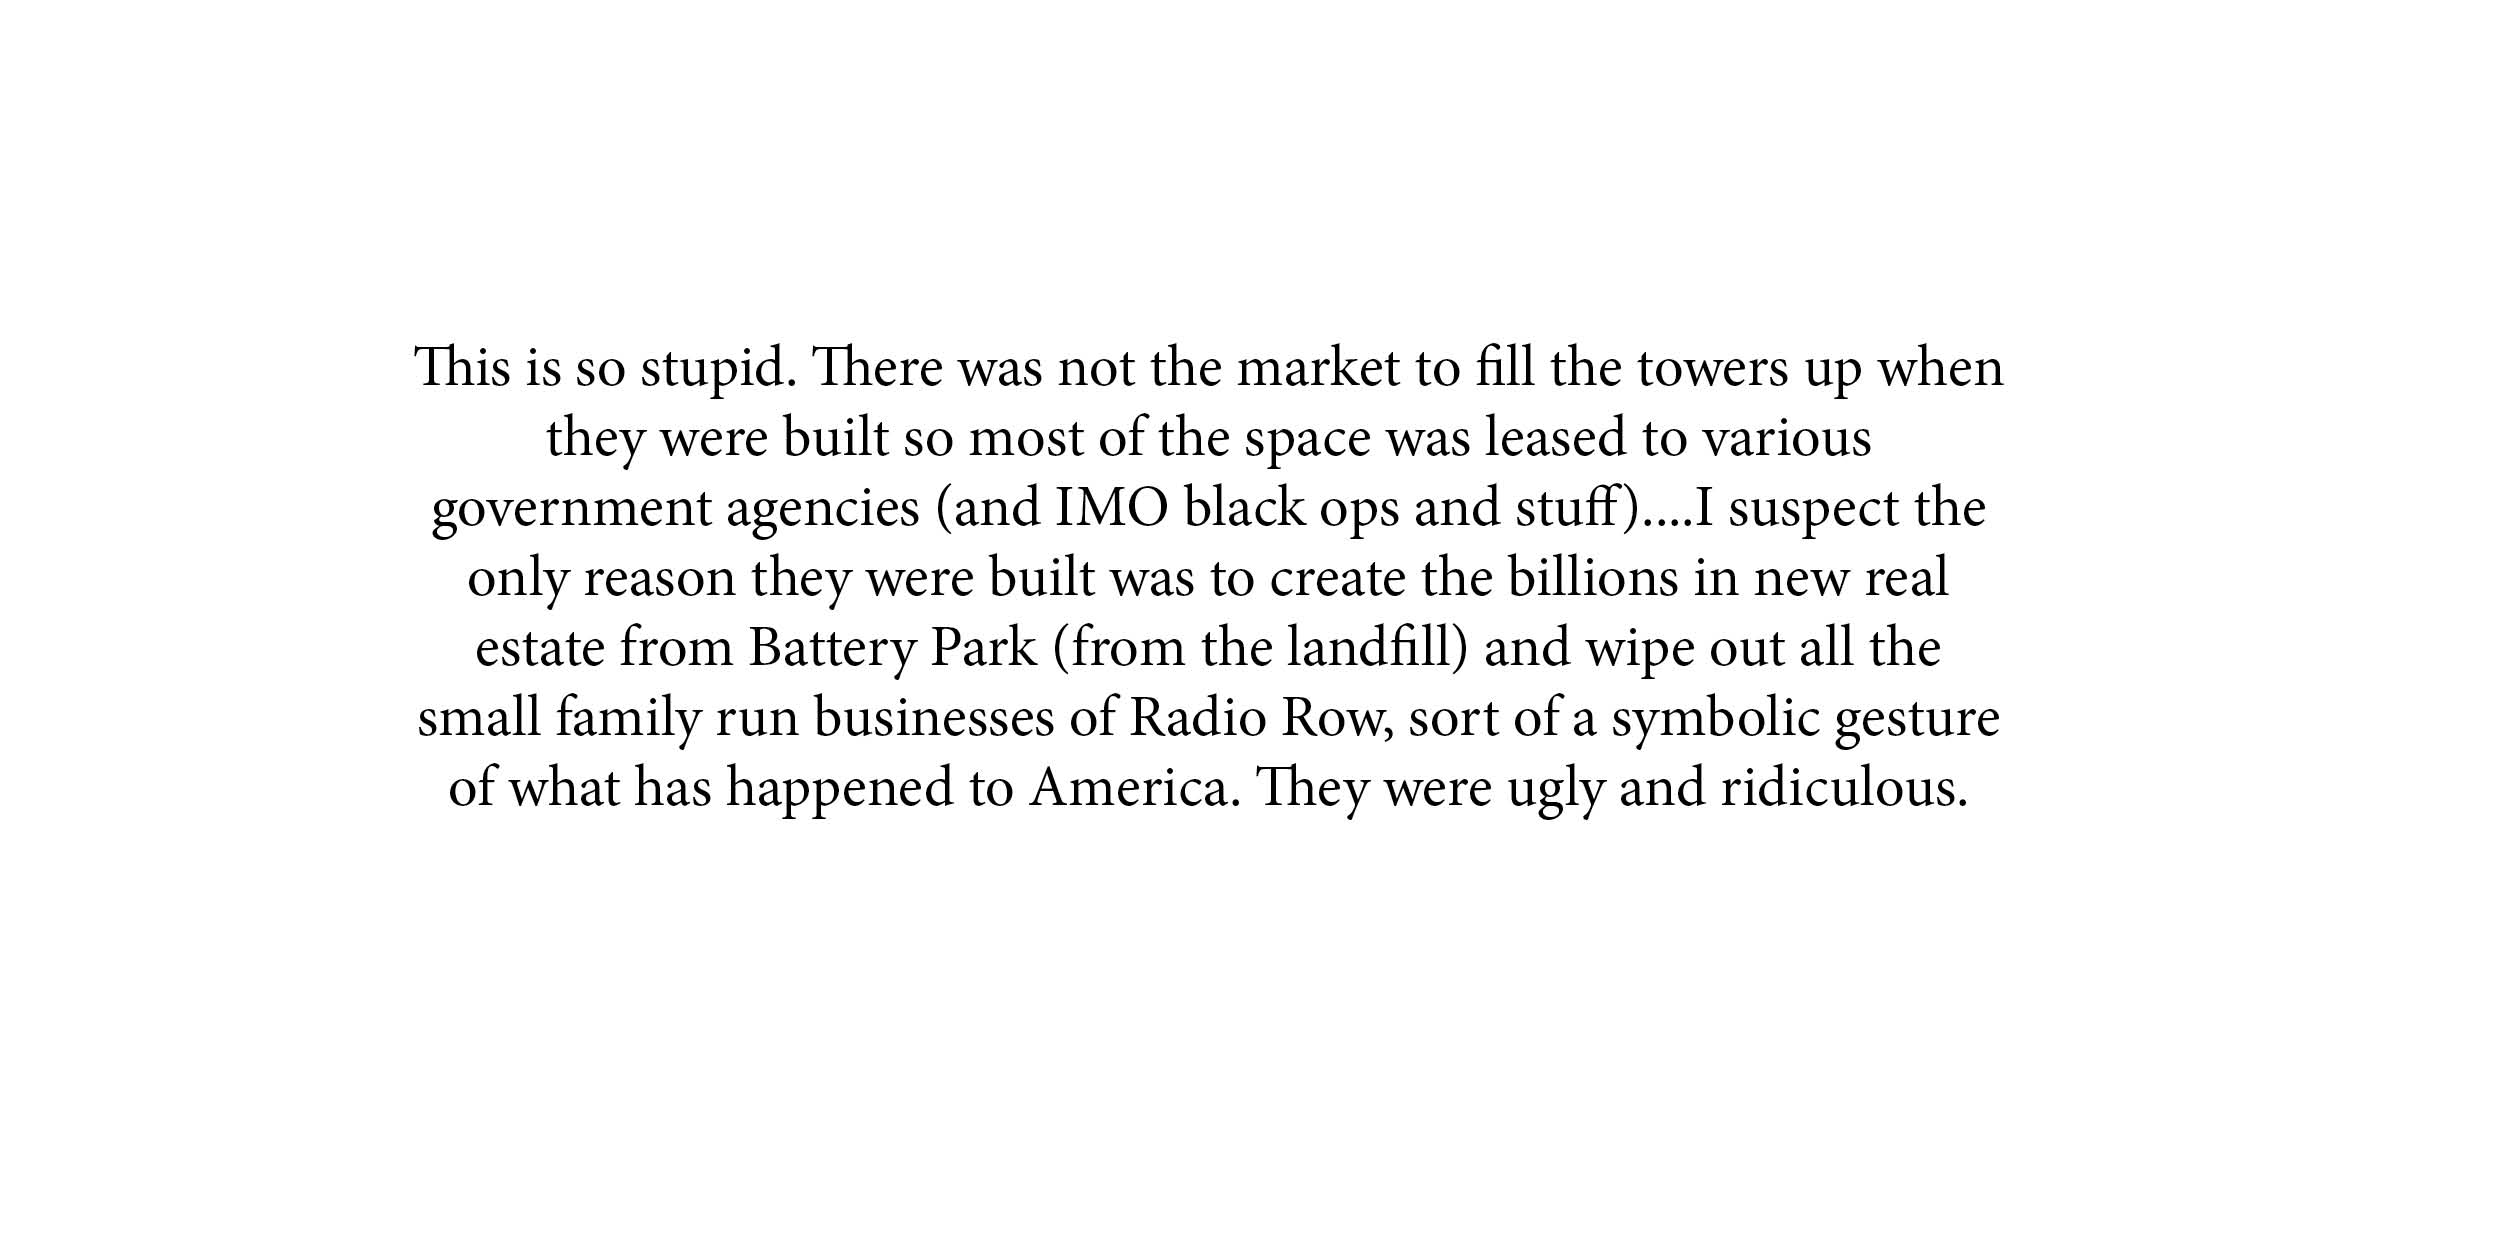 This is so stupid. There was not the market to fill the towers up when
they were built so most of the space was leased to various
government agencies (and IMO black ops and stuff)....I suspect the
only reason they were built was to create the billions in new real
estate from Battery Park (from the landfill) and wipe out all the
small family run businesses of Radio Row, sort of a symbolic gesture
of what has happened to America. They were ugly and ridiculous.